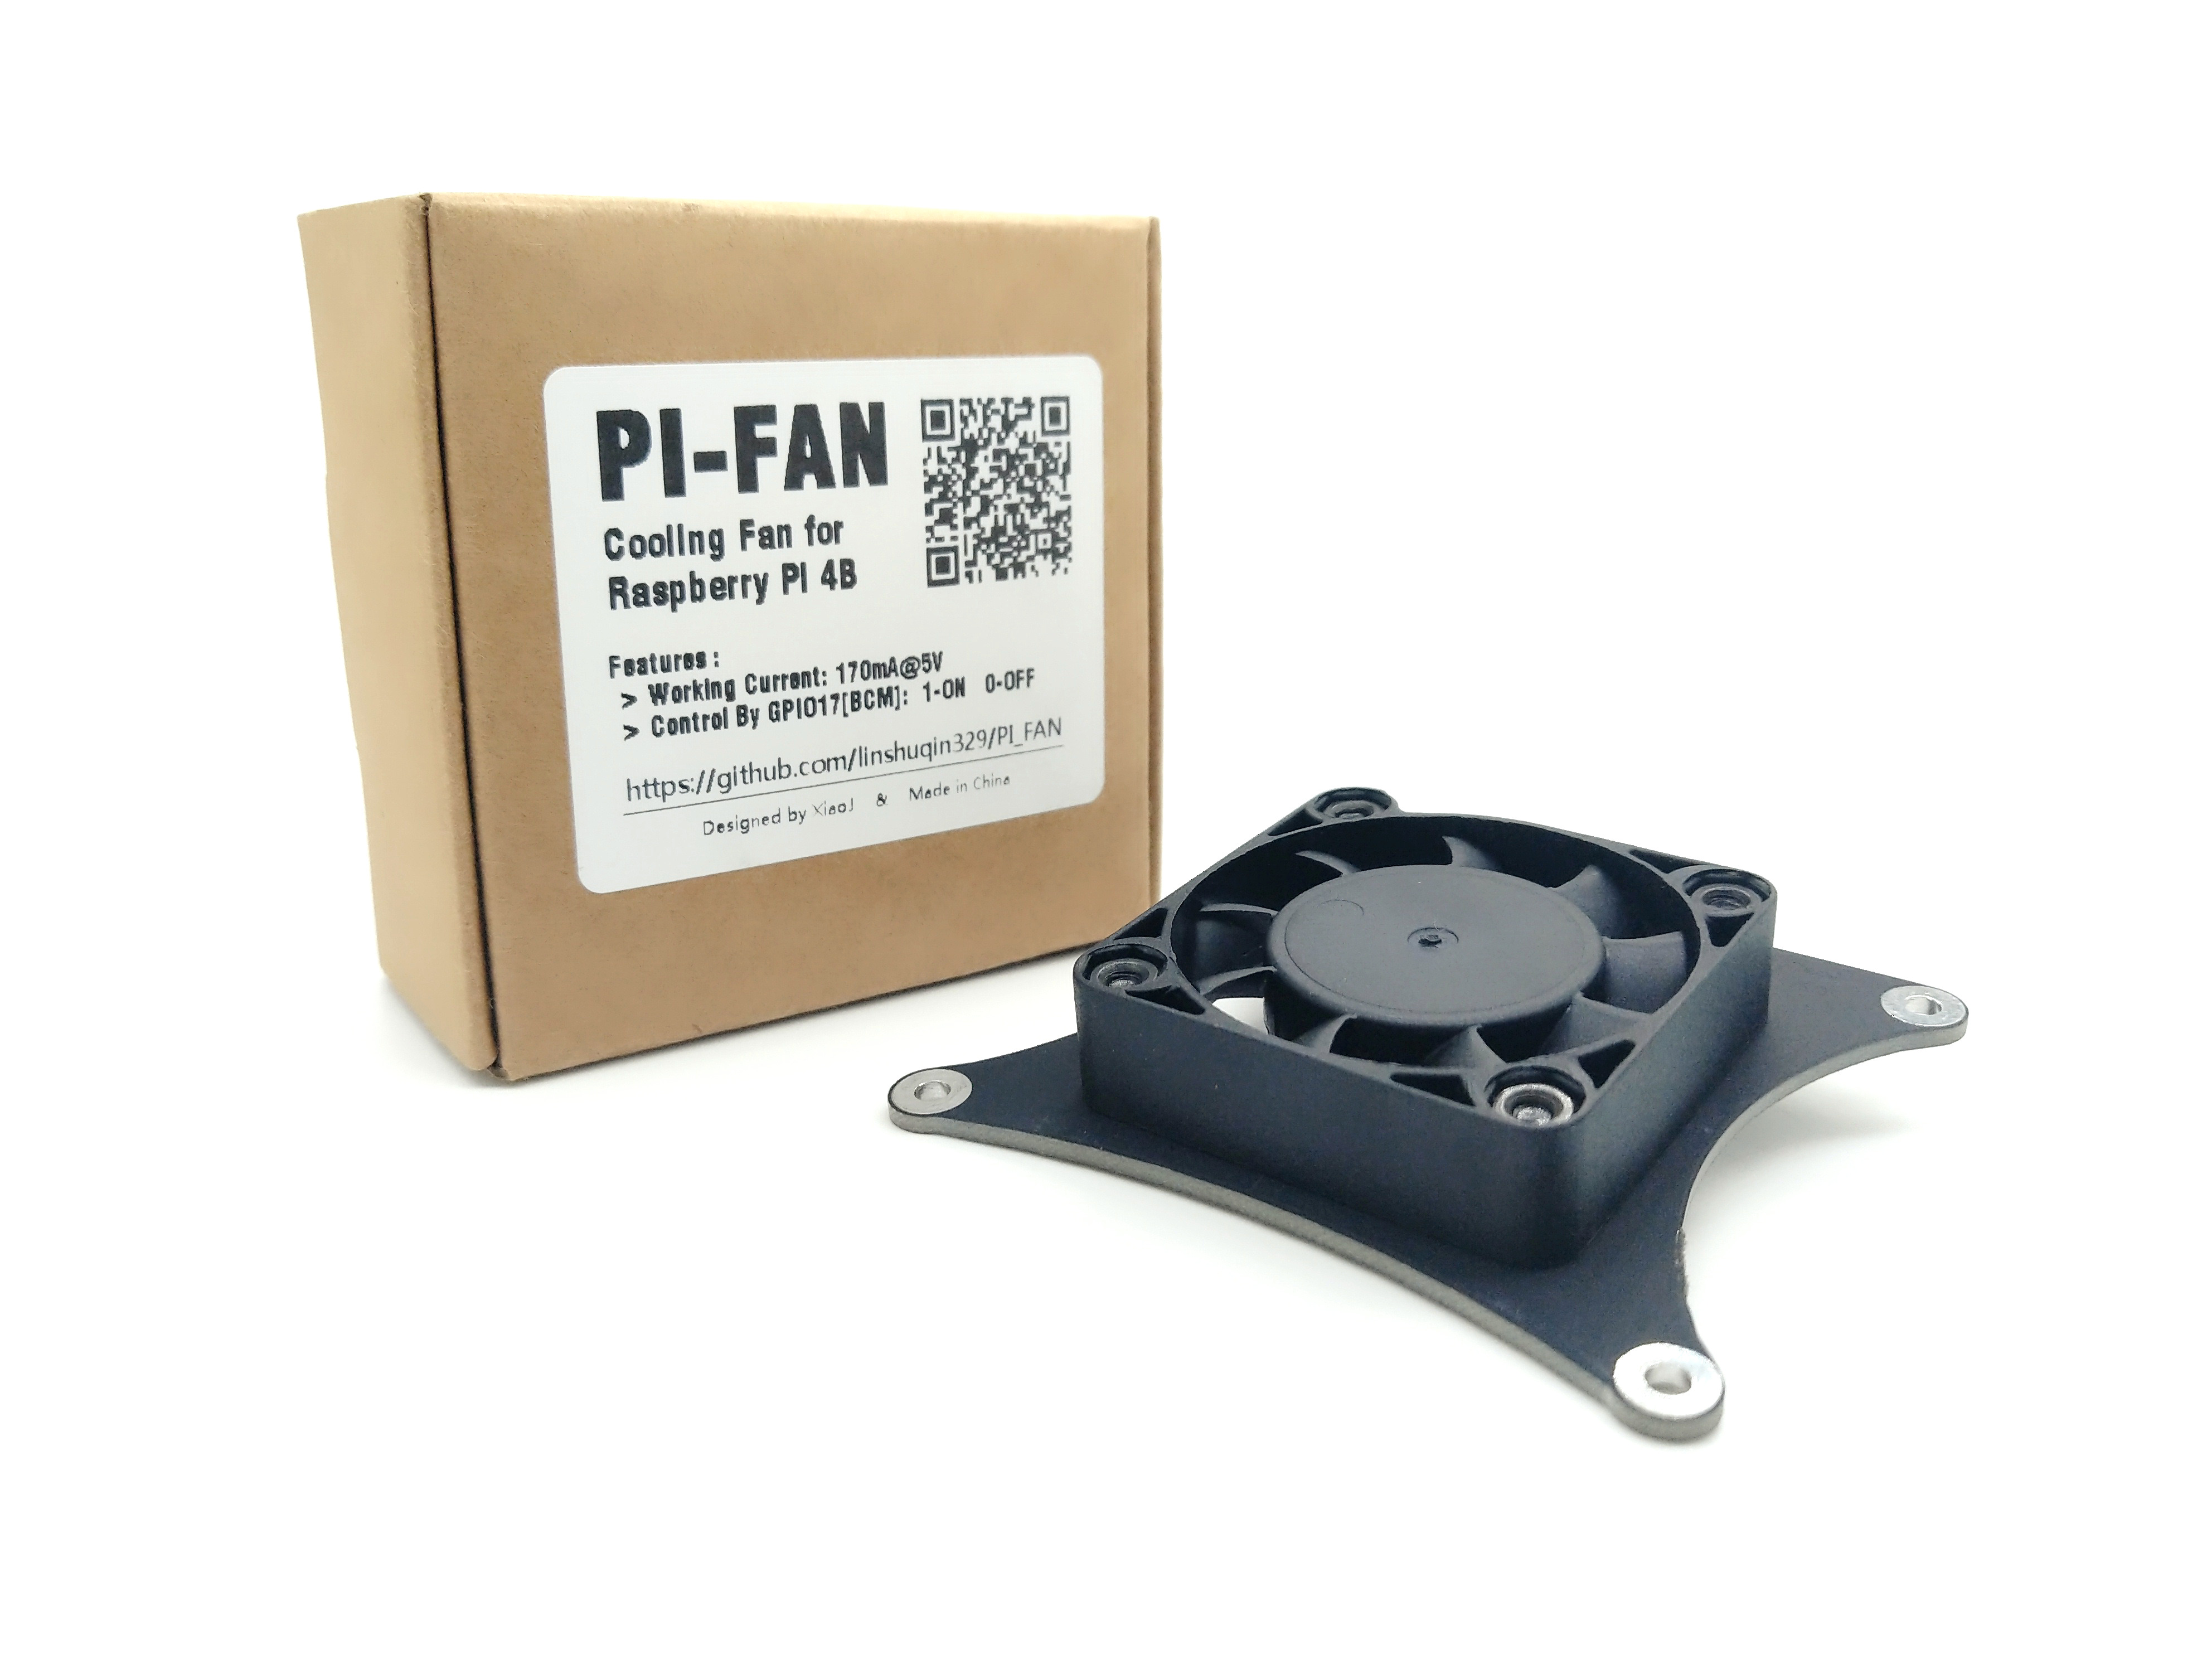 PI-FAN
Cooling Fan for
Raspberry PI 4B
Features :
> Working Current: 170mA@5V
> Control By GPIO17[BCM]: 1-ON 0-OFF
https://github.com/linshuqin329/PI_FAN
Designed by XiaoJ & Made in China